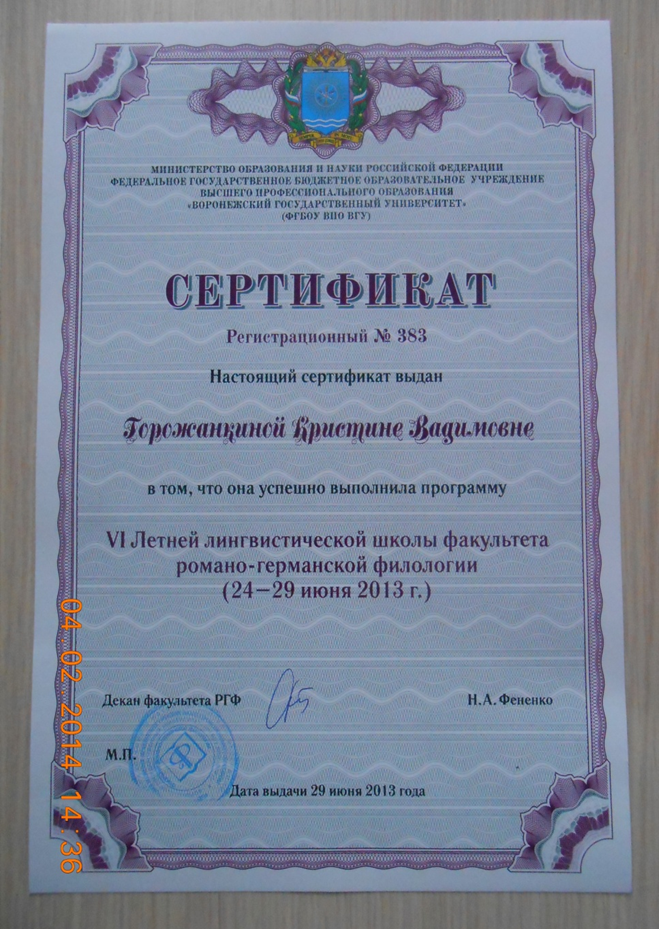 МИНИСТЕРСТВО ОБРАЗОВАНИЯ И НАУКИ РОССИЙСКОЙ ФЕДЕРАЦИИ
ФЕДЕРАЛЬНОЕ ГОСУДАРСТВЕННОЕ БЮДЖЕТНОЕ ОБРАЗОВАТЕЛЬНОЕ УЧРЕЖДЕНИЕ
ВЫСШЕГО ПРОФЕССИОНАЛЬНОГО ОБРАЗОВАНИЯ
«ВОРОНЕЖСКИЙ ГОСУДАРСТВЕННЫЙ УНИВЕРСИТЕТ»
(ФГБОУ ВПО ВГУ)
СЕРТИФИКАТ
Регистрационный № 383
Настоящий сертификат выдан
Горожанкиной Кристине Вадимовне
в том, что она успешно выполнила программу
VI Летней лингвистической школы факультета
романо-германской филологии
(24–29 июня 2013 г.)
Декан факультета РГФ Н.А. Фененко
М.П.
Дата выдачи 29 июня 2013 года
04.02.2014 14:36